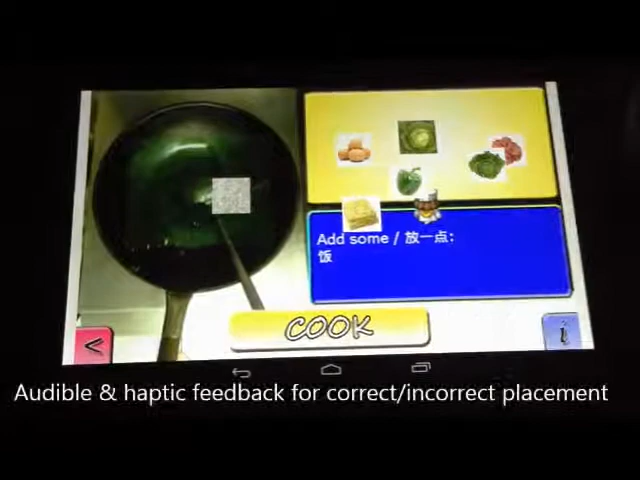 Add some / 放一点:
饭
COOK
<
i
Audible & haptic feedback for correct/incorrect placement